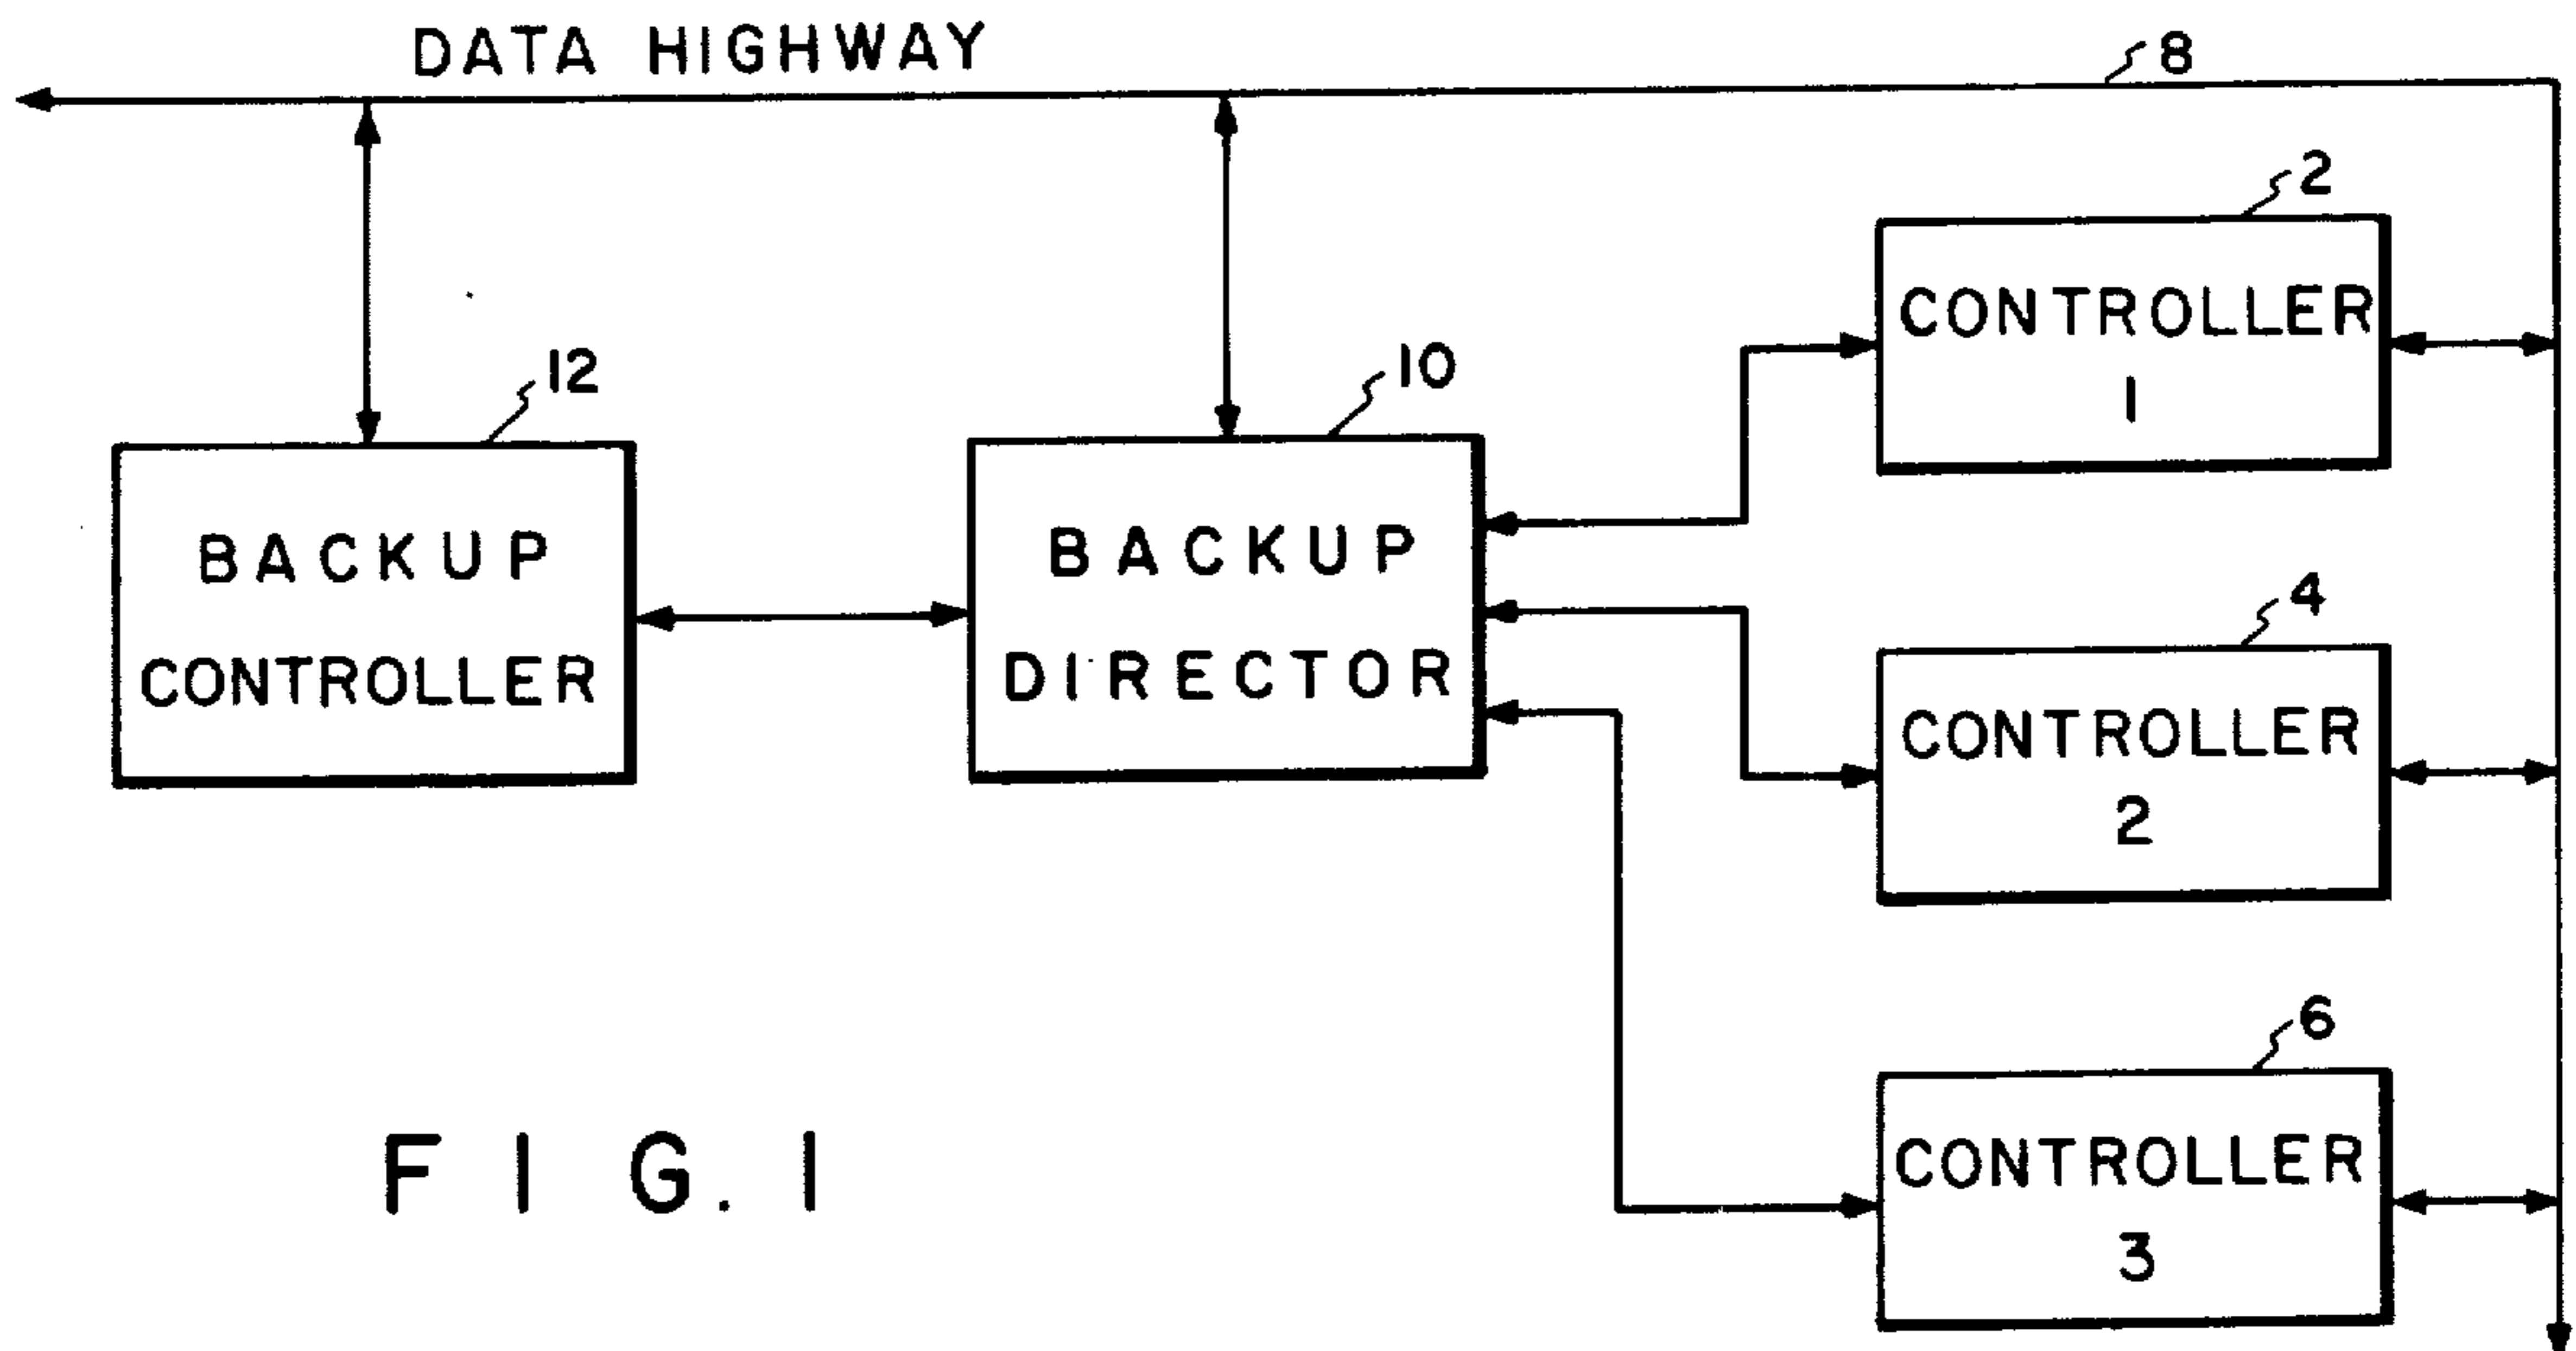 DATA HIGHWAY
8
2
CONTROLLER
1
12
10
BACKUP
CONTROLLER
BACKUP
DIRECTOR
4
CONTROLLER
2
6
CONTROLLER
3
FIG. 1